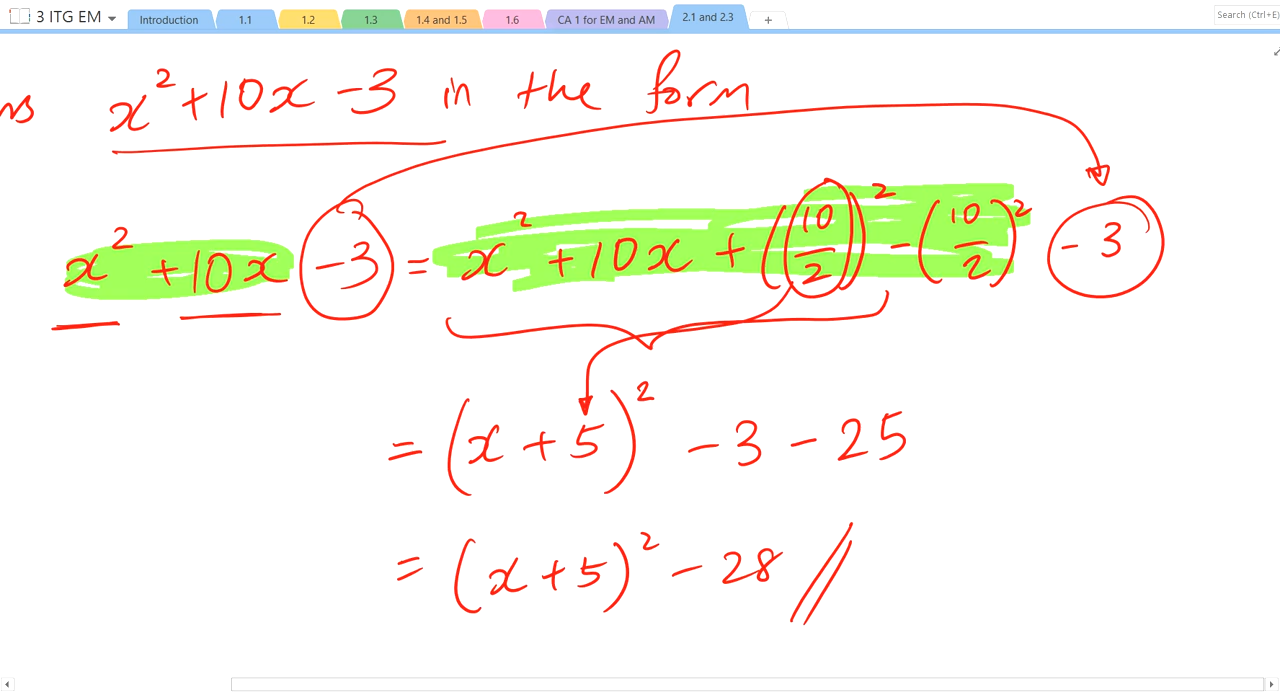 3 ITG EM
Introduction 1.1 1.2 1.3 1.4 and 1.5 1.6 CA 1 for EM and AM 2.1 and 2.3 +
Search (Ctrl+E)
x² + 10x - 3 in the form
x² + 10x - 3 = x² + 10x + (10/2)² - (10/2)² - 3
= (x + 5)² - 3 - 25
= (x + 5)² - 28 //